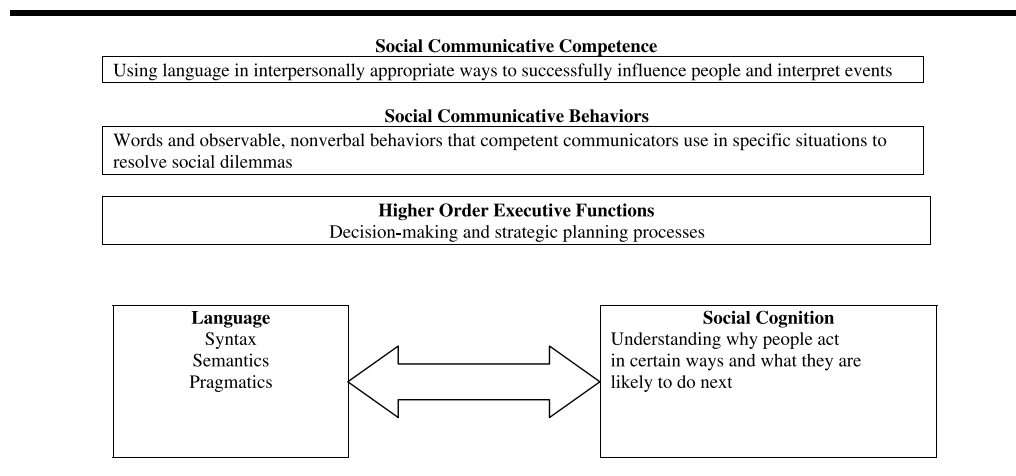 Social Communicative Competence
Using language in interpersonally appropriate ways to successfully influence people and interpret events
Social Communicative Behaviors
Words and observable, nonverbal behaviors that competent communicators use in specific situations to
resolve social dilemmas
Higher Order Executive Functions
Decision-making and strategic planning processes
Language
Syntax
Semantics
Pragmatics
Social Cognition
Understanding why people act
in certain ways and what they are
likely to do next